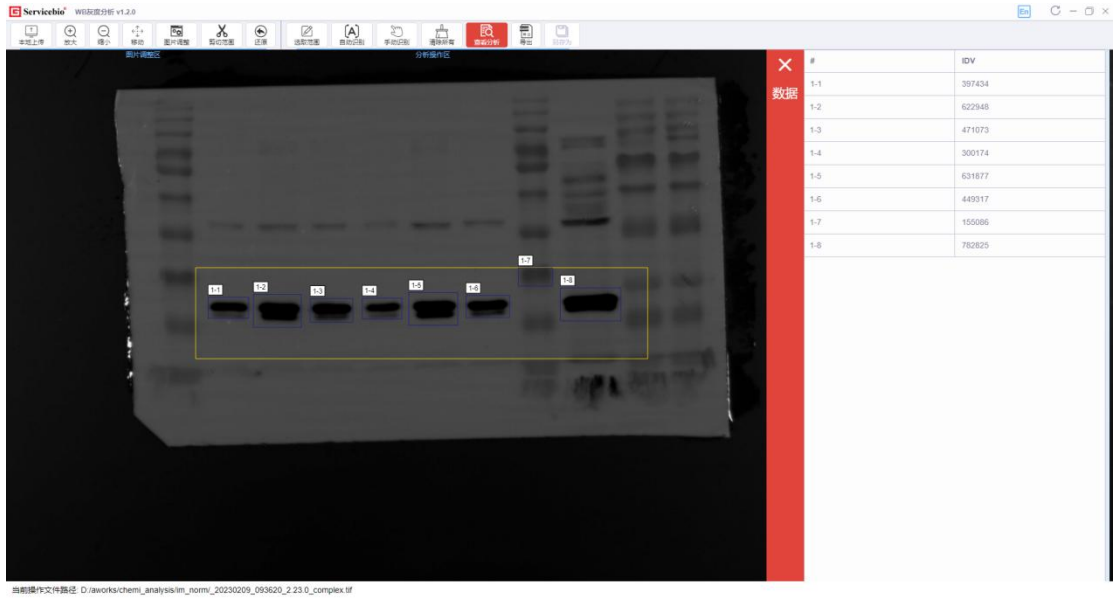 Servicebio® WB灰度分析 v1.2.0
En
本地上传 放大 缩小 移动 图片调整 剪切范围 还原 选取范围 自动识别 手动识别 清除所有 查看分析 导出 另存为
图片调整区 分析操作区
数据
# IDV
1-1 397434
1-2 622948
1-3 471073
1-4 300174
1-5 631877
1-6 449317
1-7 155086
1-8 782825
1-7
1-8
1-1 1-2 1-3 1-4 1-5 1-6
当前操作文件路径: D:/aworks/chemi_analysis/im_norm/_20230209_093620_2.23.0_complex.tif